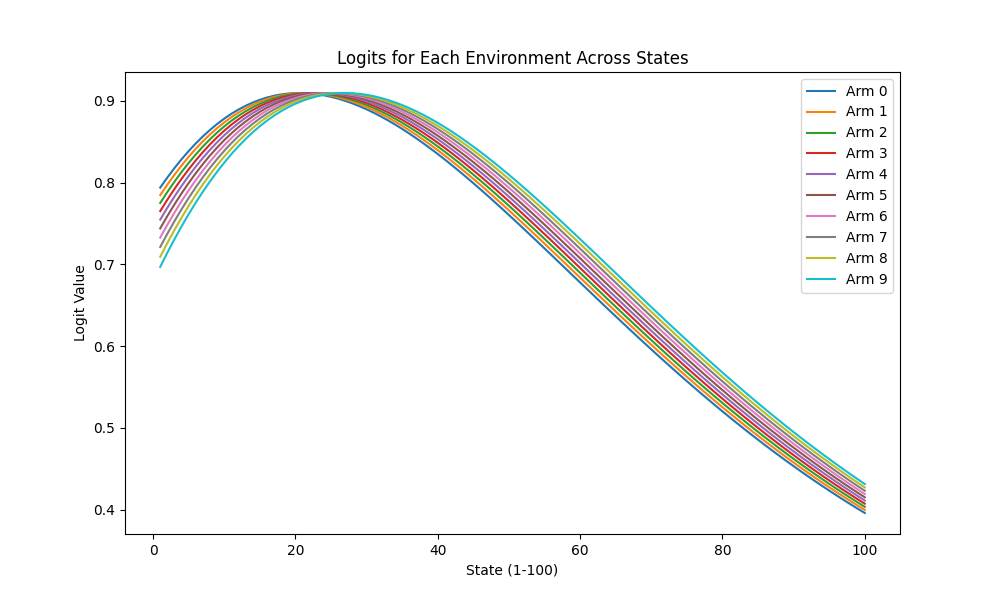 Logits for Each Environment Across States
Logit Value
0.9
0.8
0.7
0.6
0.5
0.4
0
20
40
60
80
100
State (1-100)
Arm 0
Arm 1
Arm 2
Arm 3
Arm 4
Arm 5
Arm 6
Arm 7
Arm 8
Arm 9